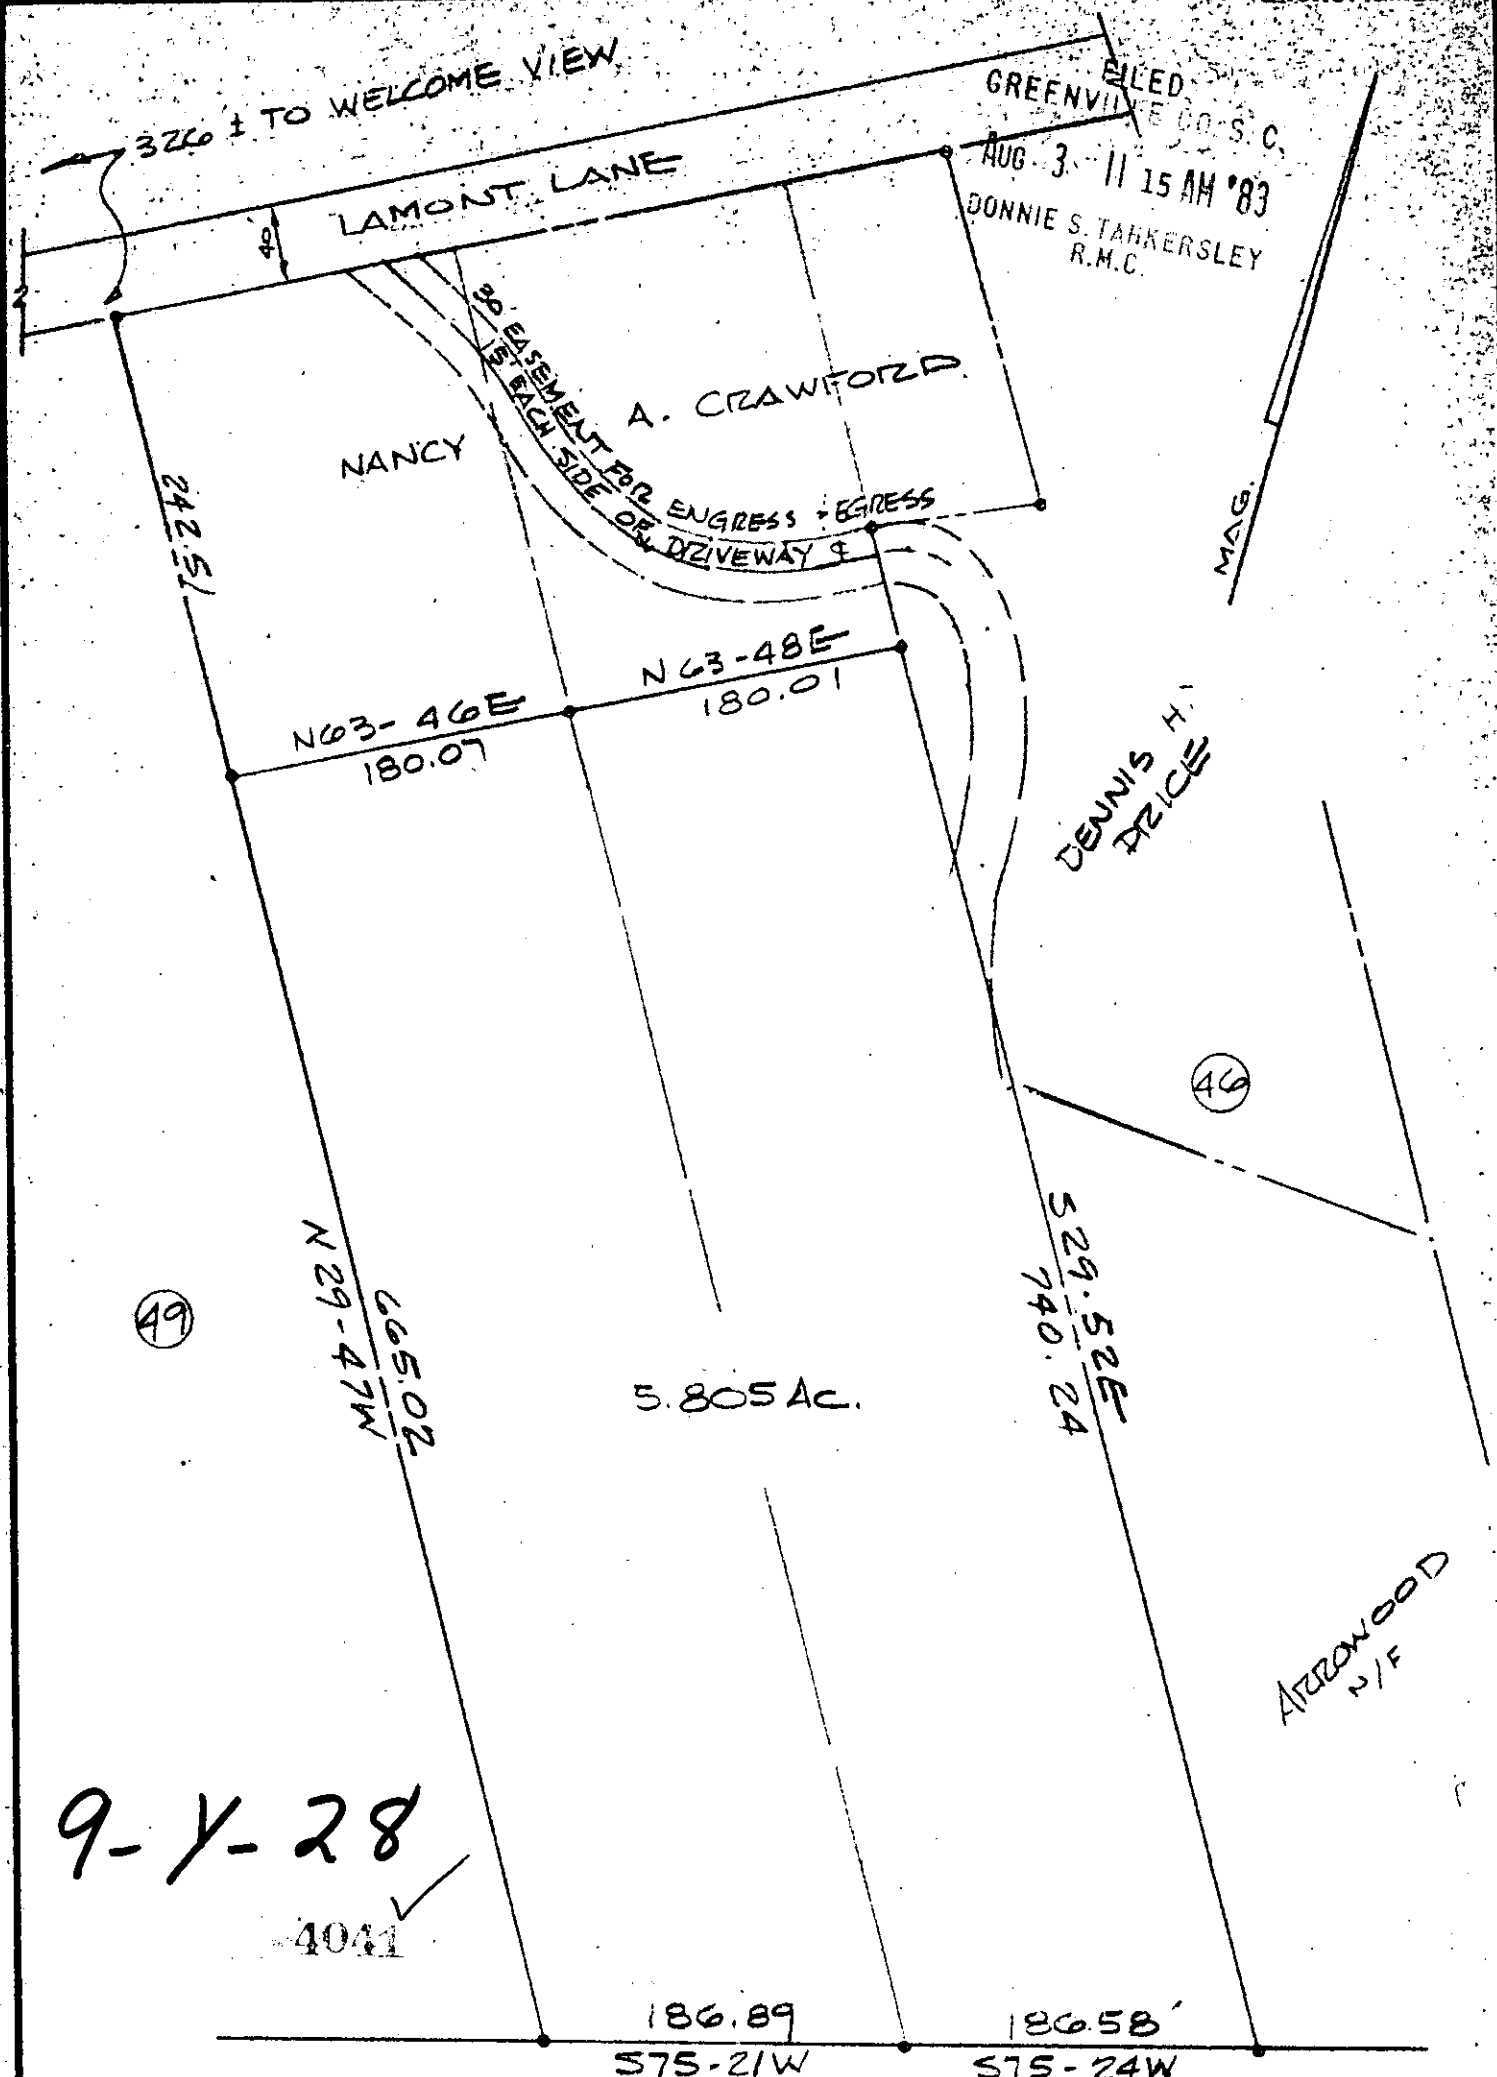 326 ± TO WELCOME VIEW
FILED
GREENVILLE CO. S. C.
AUG 3 11 15 AM '83
DONNIE S. TANKERSLEY
R.M.C.
LAMONT LANE
40'
30' EASEMENT FOR ENGRESS - EGRESS
15' EACH SIDE OF DRIVEWAY ℄
NANCY A. CRAWFORD
242.51
MAG.
N63-46E
180.07
N63-48E
180.01
DENNIS H.
PRICE
46
49
N29-47W
665.02
S29-52E
740.24
5.805 AC.
ARROWOOD
N/F
9-Y-28
4041
186.89
S75-21W
186.58'
S75-24W